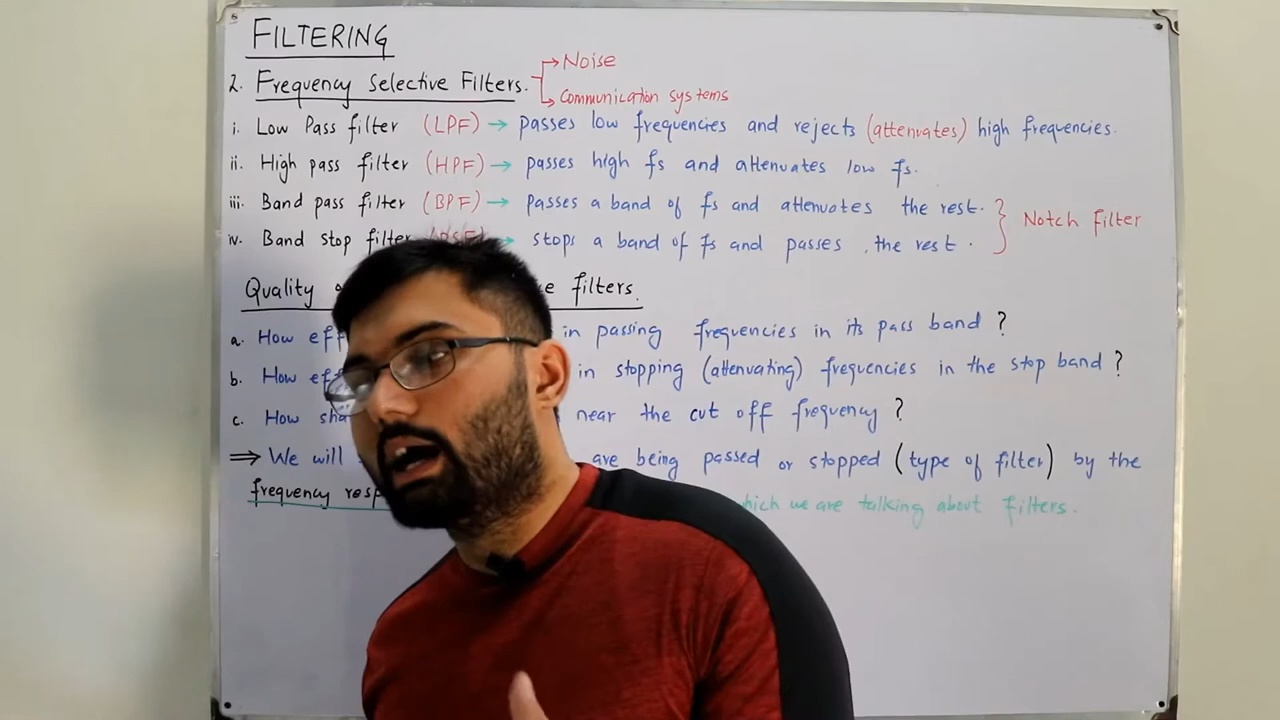 FILTERING
2. Frequency Selective Filters. → Noise
→ Communication systems
i. Low Pass filter (LPF) → passes low frequencies and rejects (attenuates) high frequencies.
ii. High pass filter (HPF) → passes high fs and attenuates low fs.
iii. Band pass filter (BPF) → passes a band of fs and attenuates the rest.
iv. Band stop filter → stops a band of fs and passes the rest.
} Notch Filter
Quality filters.
a. How in passing frequencies in its pass band?
b. How in stopping (attenuating) frequencies in the stop band?
c. How near the cut off frequency?
⇒ We will are being passed or stopped (type of filter) by the
frequency we are talking about filters.